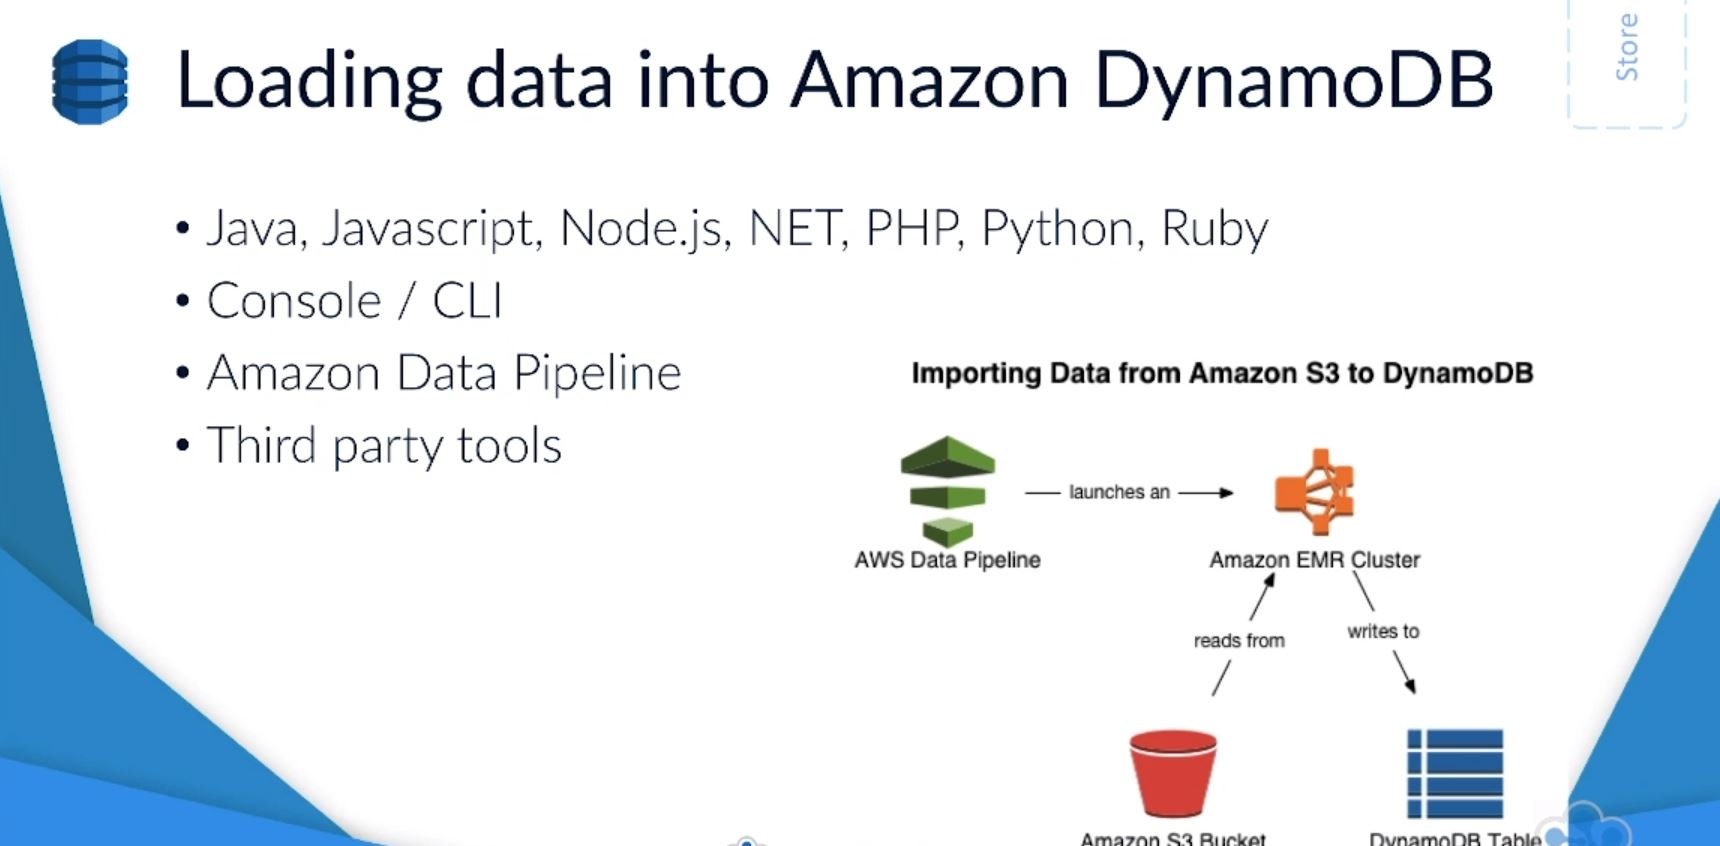 Loading data into Amazon DynamoDB
Store
• Java, Javascript, Node.js, NET, PHP, Python, Ruby
• Console / CLI
• Amazon Data Pipeline
• Third party tools
Importing Data from Amazon S3 to DynamoDB
launches an
AWS Data Pipeline
Amazon EMR Cluster
reads from
writes to
Amazon S3 Bucket
DynamoDB Table